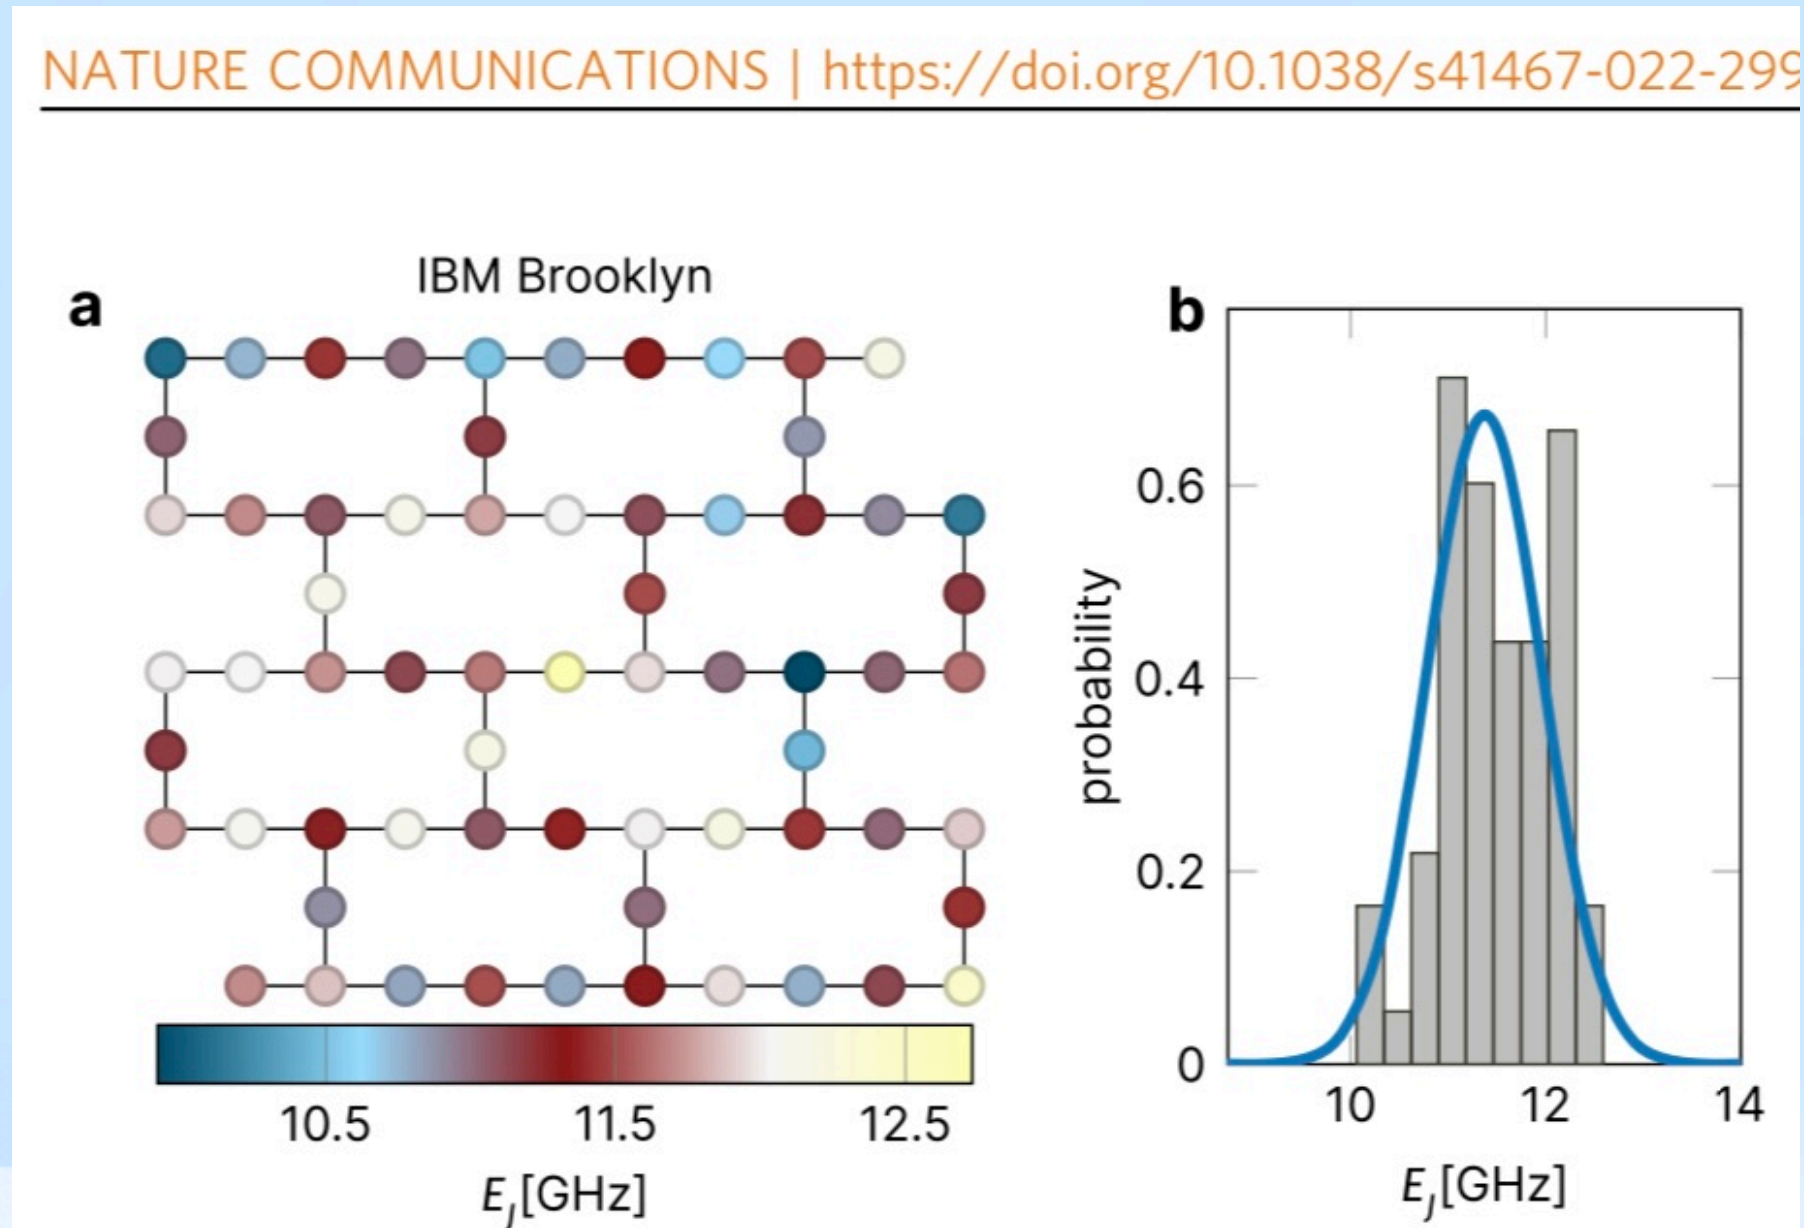 NATURE COMMUNICATIONS | https://doi.org/10.1038/s41467-022-299
IBM Brooklyn
a
10.5 11.5 12.5
E_J[GHz]
b
probability
0.6
0.4
0.2
0
10 12 14
E_J[GHz]